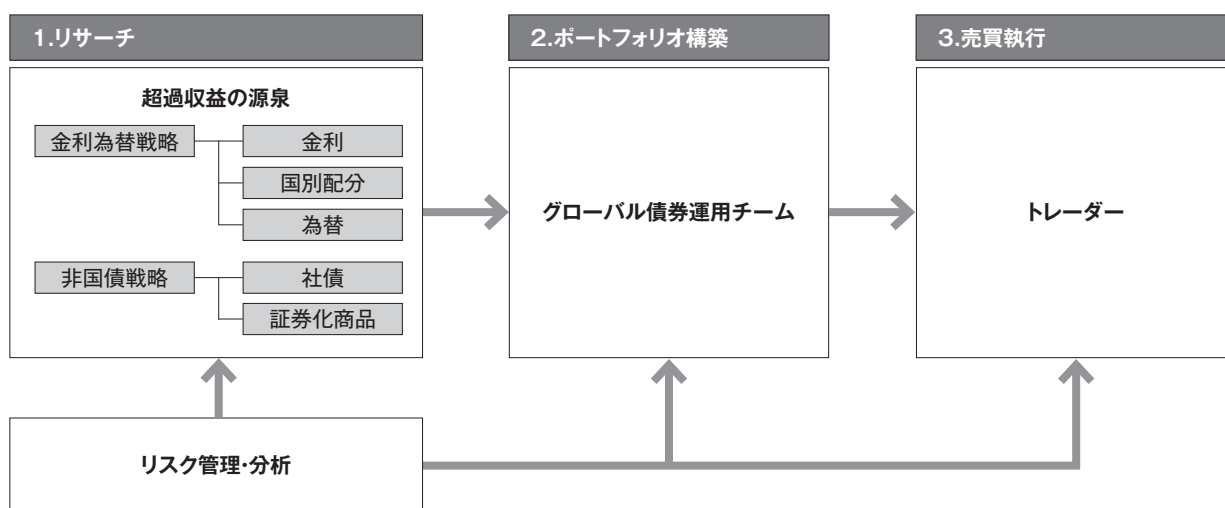 1.リサーチ
超過収益の源泉
金利為替戦略
金利
国別配分
為替
非国債戦略
社債
証券化商品
2.ポートフォリオ構築
グローバル債券運用チーム
3.売買執行
トレーダー
リスク管理・分析